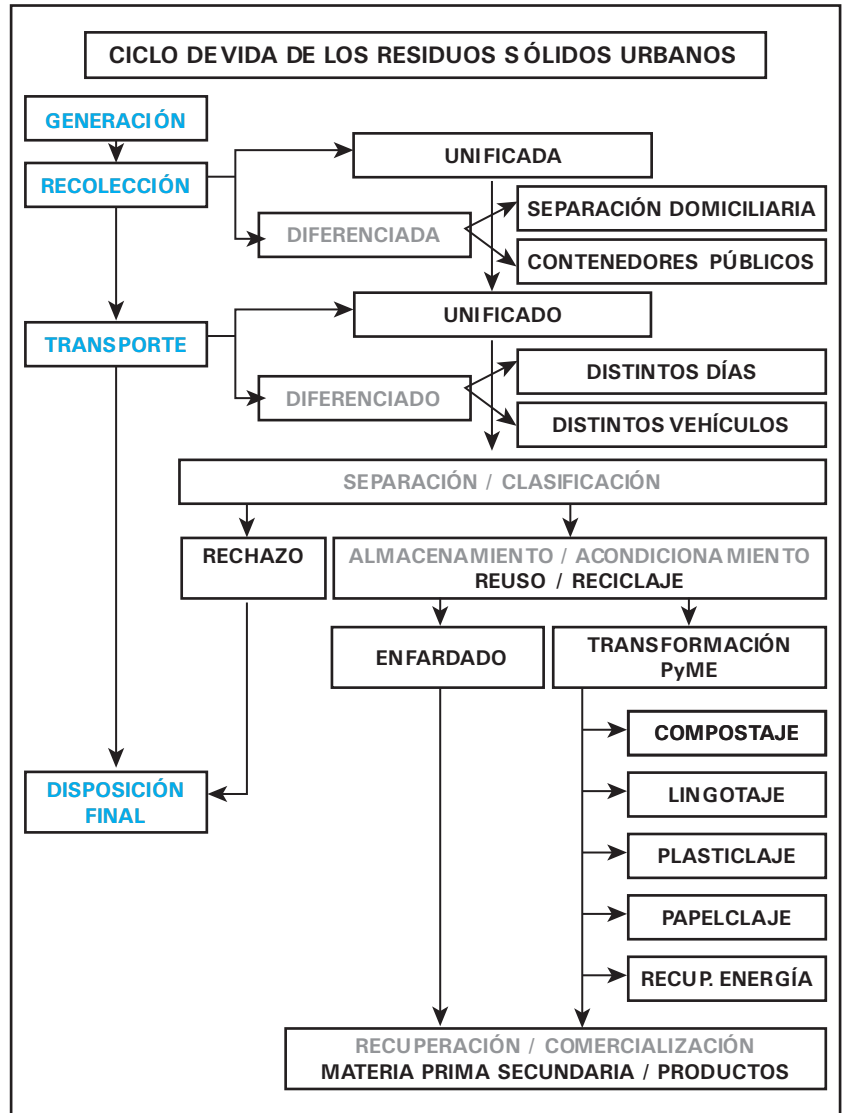 CICLO DE VIDA DE LOS RESIDUOS SÓLIDOS URBANOS
GENERACIÓN
RECOLECCIÓN
UNIFICADA
DIFERENCIADA
SEPARACIÓN DOMICILIARIA
CONTENEDORES PÚBLICOS
TRANSPORTE
UNIFICADO
DIFERENCIADO
DISTINTOS DÍAS
DISTINTOS VEHÍCULOS
SEPARACIÓN / CLASIFICACIÓN
RECHAZO
ALMACENAMIENTO / ACONDICIONAMIENTO
REUSO / RECICLAJE
ENFARDADO
TRANSFORMACIÓN
PyME
COMPOSTAJE
DISPOSICIÓN
FINAL
LINGOTAJE
PLASTICLAJE
PAPELCLAJE
RECUP. ENERGÍA
RECUPERACIÓN / COMERCIALIZACIÓN
MATERIA PRIMA SECUNDARIA / PRODUCTOS